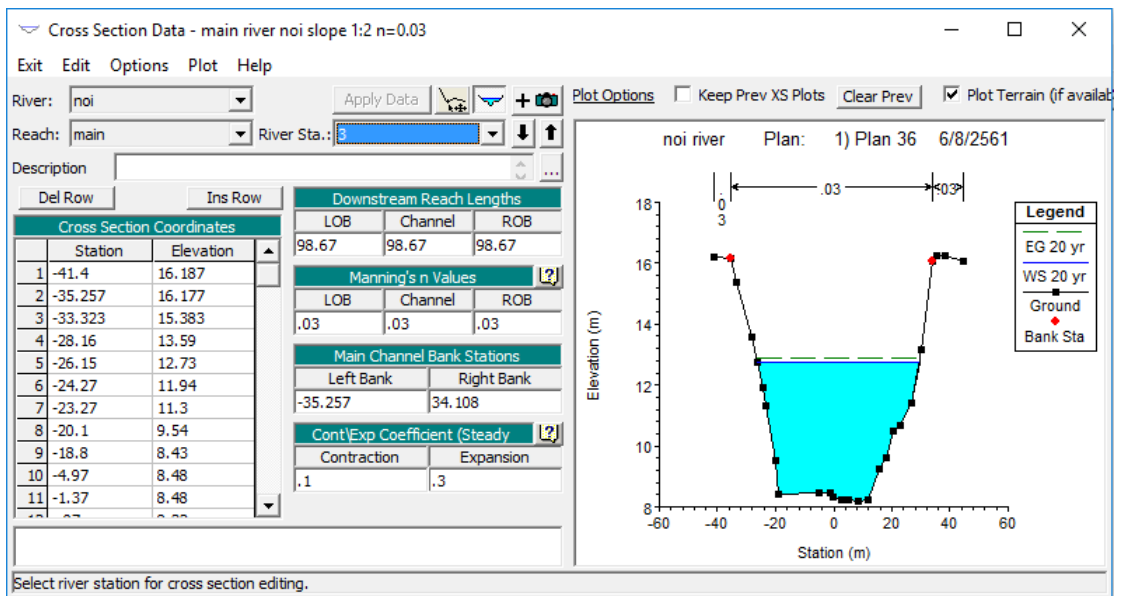 Cross Section Data - main river noi slope 1:2 n=0.03
Exit Edit Options Plot Help
River: noi
Apply Data
Reach: main
River Sta.: 3
Description
...
Del Row Ins Row
Cross Section Coordinates
Station Elevation
1 -41.4 16.187
2 -35.257 16.177
3 -33.323 15.383
4 -28.16 13.59
5 -26.15 12.73
6 -24.27 11.94
7 -23.27 11.3
8 -20.1 9.54
9 -18.8 8.43
10 -4.97 8.48
11 -1.37 8.48
Downstream Reach Lengths
LOB Channel ROB
98.67 98.67 98.67
Manning's n Values
LOB Channel ROB
.03 .03 .03
Main Channel Bank Stations
Left Bank Right Bank
-35.257 34.108
Cont\Exp Coefficient (Steady
Contraction Expansion
.1 .3
Select river station for cross section editing.
Plot Options Keep Prev XS Plots Clear Prev Plot Terrain (if availab
noi river Plan: 1) Plan 36 6/8/2561
.03 .03 .03
18
16
14
12
10
8
Elevation (m)
-60 -40 -20 0 20 40 60
Station (m)
Legend
EG 20 yr
WS 20 yr
Ground
Bank Sta